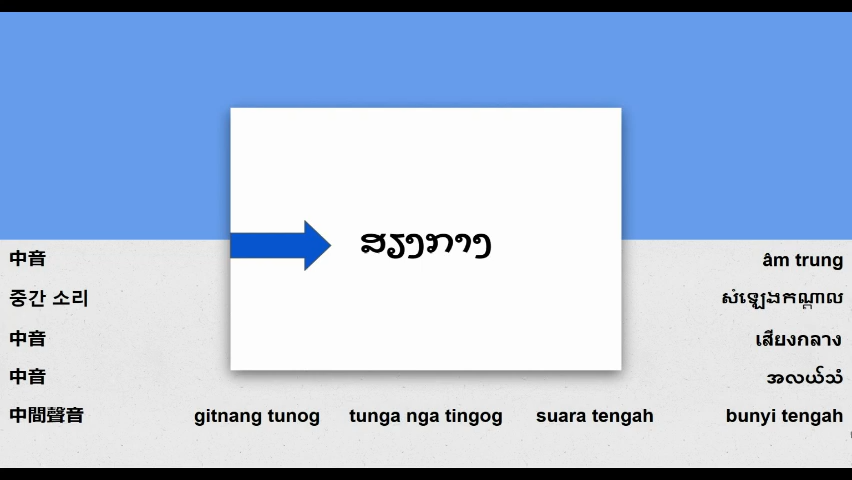 ສຽງກາງ
中音
중간 소리
中音
中音
中間聲音
gitnang tunog
tunga nga tingog
suara tengah
âm trung
សំឡេងកណ្តាល
เสียงกลาง
အလယ်သံ
bunyi tengah